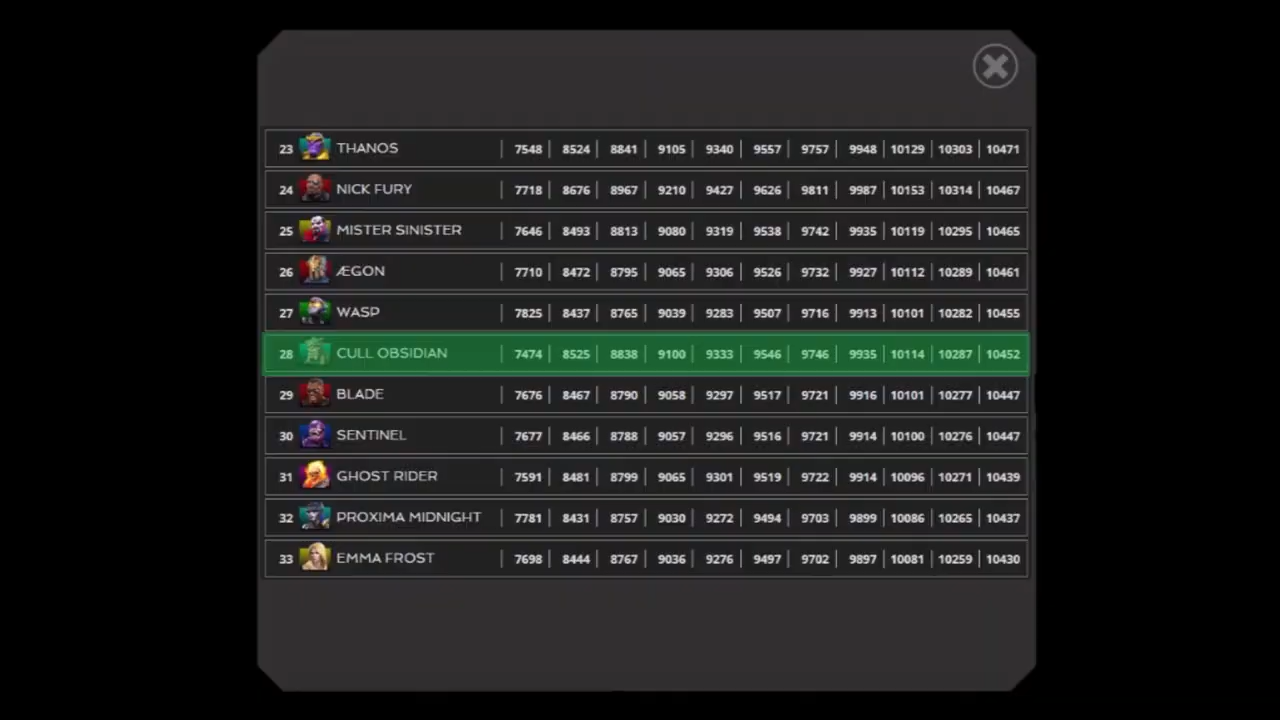 23 THANOS | 7548 | 8524 | 8841 | 9105 | 9340 | 9557 | 9757 | 9948 | 10129 | 10303 | 10471
24 NICK FURY | 7718 | 8676 | 8967 | 9210 | 9427 | 9626 | 9811 | 9987 | 10153 | 10314 | 10467
25 MISTER SINISTER | 7646 | 8493 | 8813 | 9080 | 9319 | 9538 | 9742 | 9935 | 10119 | 10295 | 10465
26 ÆGON | 7710 | 8472 | 8795 | 9065 | 9306 | 9526 | 9732 | 9927 | 10112 | 10289 | 10461
27 WASP | 7825 | 8437 | 8765 | 9039 | 9283 | 9507 | 9716 | 9913 | 10101 | 10282 | 10455
28 CULL OBSIDIAN | 7474 | 8525 | 8838 | 9100 | 9333 | 9546 | 9746 | 9935 | 10114 | 10287 | 10452
29 BLADE | 7676 | 8467 | 8790 | 9058 | 9297 | 9517 | 9721 | 9916 | 10101 | 10277 | 10447
30 SENTINEL | 7677 | 8466 | 8788 | 9057 | 9296 | 9516 | 9721 | 9914 | 10100 | 10276 | 10447
31 GHOST RIDER | 7591 | 8481 | 8799 | 9065 | 9301 | 9519 | 9722 | 9914 | 10096 | 10271 | 10439
32 PROXIMA MIDNIGHT | 7781 | 8431 | 8757 | 9030 | 9272 | 9494 | 9703 | 9899 | 10086 | 10265 | 10437
33 EMMA FROST | 7698 | 8444 | 8767 | 9036 | 9276 | 9497 | 9702 | 9897 | 10081 | 10259 | 10430